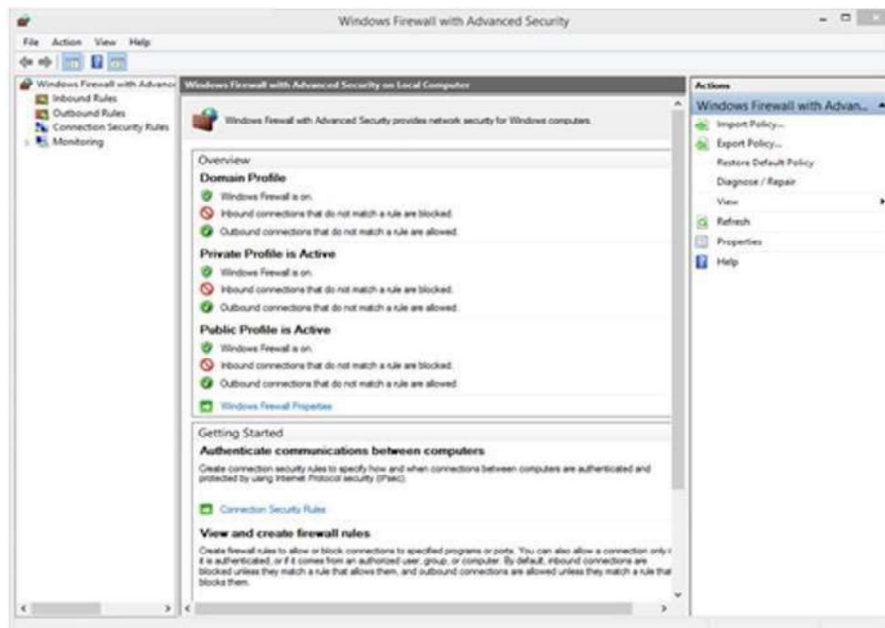 Windows Firewall with Advanced Security
File Action View Help
Windows Firewall with Advance
Inbound Rules
Outbound Rules
Connection Security Rules
Monitoring
Windows Firewall with Advanced Security on Local Computer
Windows Firewall with Advanced Security provides network security for Windows computers.
Overview
Domain Profile
Windows Firewall is on.
Inbound connections that do not match a rule are blocked.
Outbound connections that do not match a rule are allowed.
Private Profile is Active
Windows Firewall is on.
Inbound connections that do not match a rule are blocked.
Outbound connections that do not match a rule are allowed.
Public Profile is Active
Windows Firewall is on.
Inbound connections that do not match a rule are blocked.
Outbound connections that do not match a rule are allowed.
Windows Firewall Properties
Getting Started
Authenticate communications between computers
Create connection security rules to specify how and when connections between computers are authenticated and
protected by using Internet Protocol security (IPsec).
Connection Security Rules
View and create firewall rules
Create firewall rules to allow or block connections to specified programs or ports. You can also allow a connection only i
it is authenticated, or if it comes from an authorized user, group, or computer. By default, inbound connections are
blocked unless they match a rule that allows them, and outbound connections are allowed unless they match a rule that
blocks them.
Actions
Windows Firewall with Advan...
Import Policy...
Export Policy...
Restore Default Policy
Diagnose / Repair
View
Refresh
Properties
Help